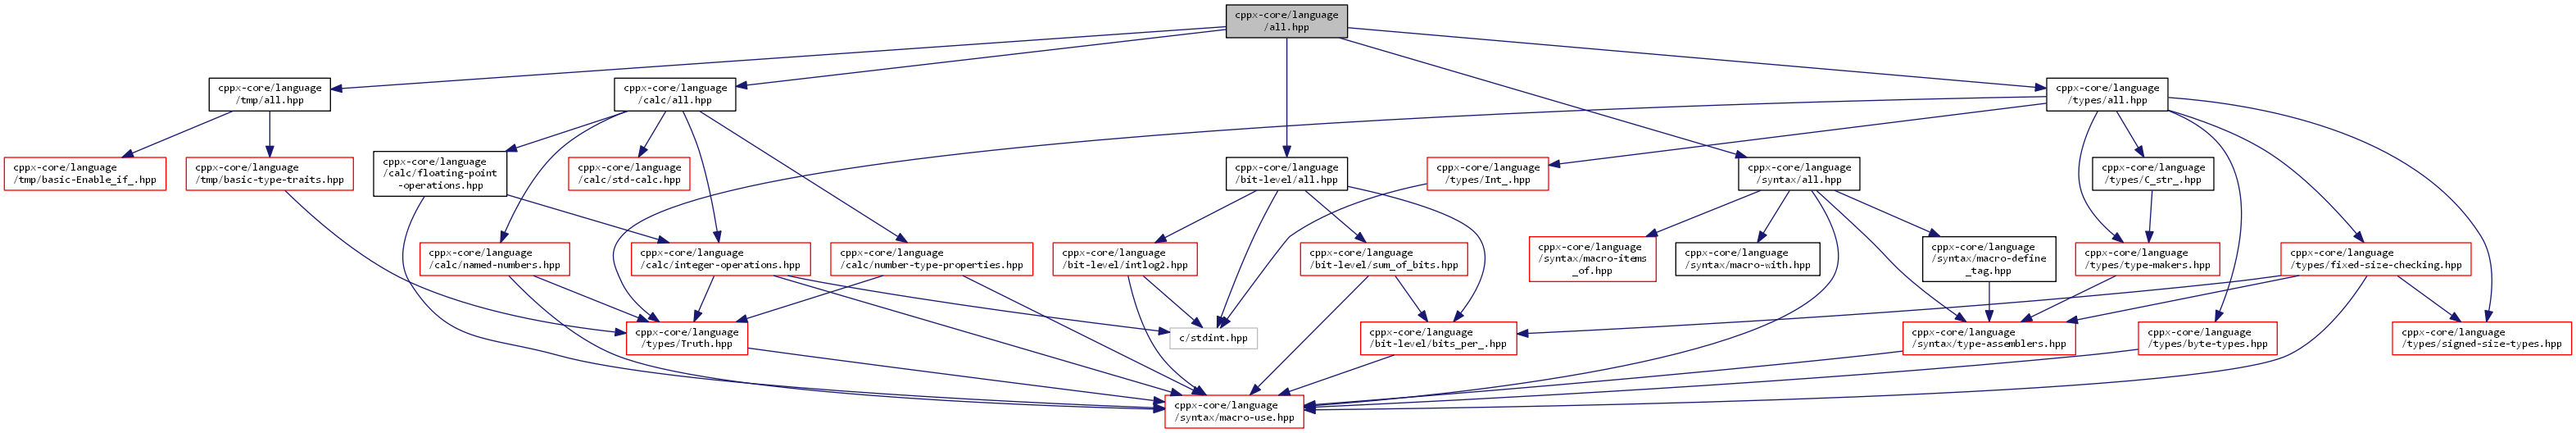 cppx-core/language
/all.hpp
cppx-core/language
/tmp/all.hpp
cppx-core/language
/calc/all.hpp
cppx-core/language
/types/all.hpp
cppx-core/language
/tmp/basic-Enable_if_.hpp
cppx-core/language
/tmp/basic-type-traits.hpp
cppx-core/language
/calc/floating-point
-operations.hpp
cppx-core/language
/calc/std-calc.hpp
cppx-core/language
/bit-level/all.hpp
cppx-core/language
/types/Int_.hpp
cppx-core/language
/syntax/all.hpp
cppx-core/language
/types/C_str_.hpp
cppx-core/language
/calc/named-numbers.hpp
cppx-core/language
/calc/integer-operations.hpp
cppx-core/language
/calc/number-type-properties.hpp
cppx-core/language
/bit-level/intlog2.hpp
cppx-core/language
/bit-level/sum_of_bits.hpp
cppx-core/language
/syntax/macro-items
_of.hpp
cppx-core/language
/syntax/macro-with.hpp
cppx-core/language
/syntax/macro-define
_tag.hpp
cppx-core/language
/types/type-makers.hpp
cppx-core/language
/types/fixed-size-checking.hpp
cppx-core/language
/types/Truth.hpp
c/stdint.hpp
cppx-core/language
/bit-level/bits_per_.hpp
cppx-core/language
/syntax/type-assemblers.hpp
cppx-core/language
/types/byte-types.hpp
cppx-core/language
/types/signed-size-types.hpp
cppx-core/language
/syntax/macro-use.hpp